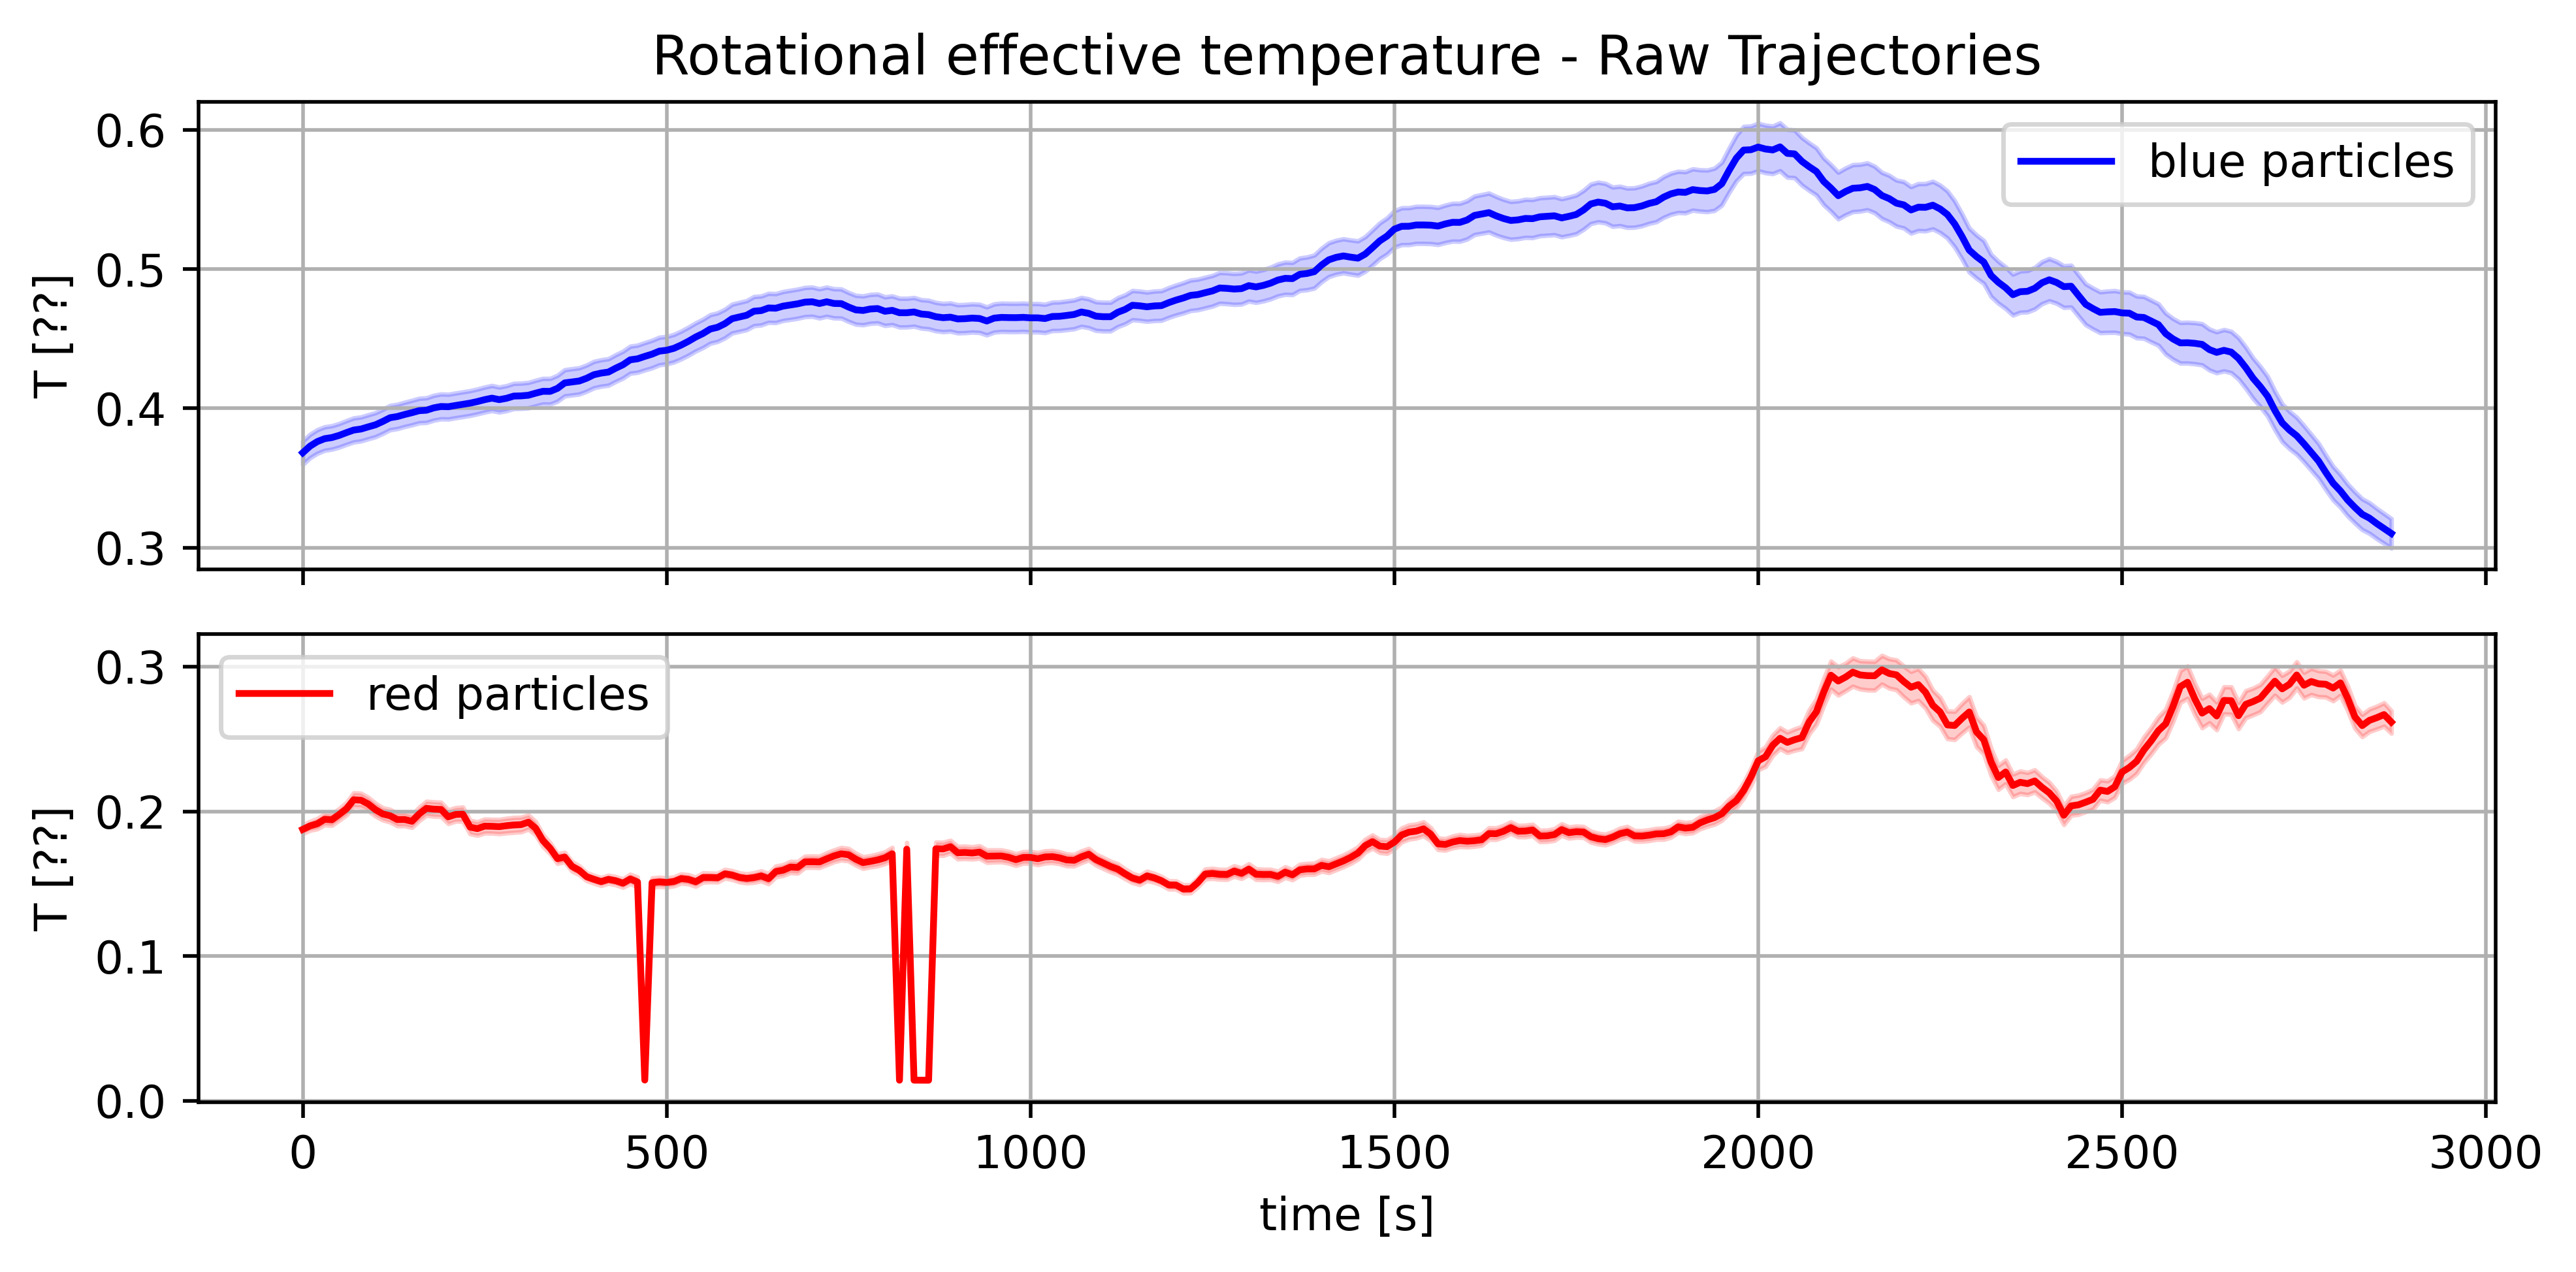 Rotational effective temperature - Raw Trajectories
0.6
0.5
0.4
0.3
T [??]
blue particles
0.3
0.2
0.1
0.0
T [??]
red particles
0 500 1000 1500 2000 2500 3000
time [s]